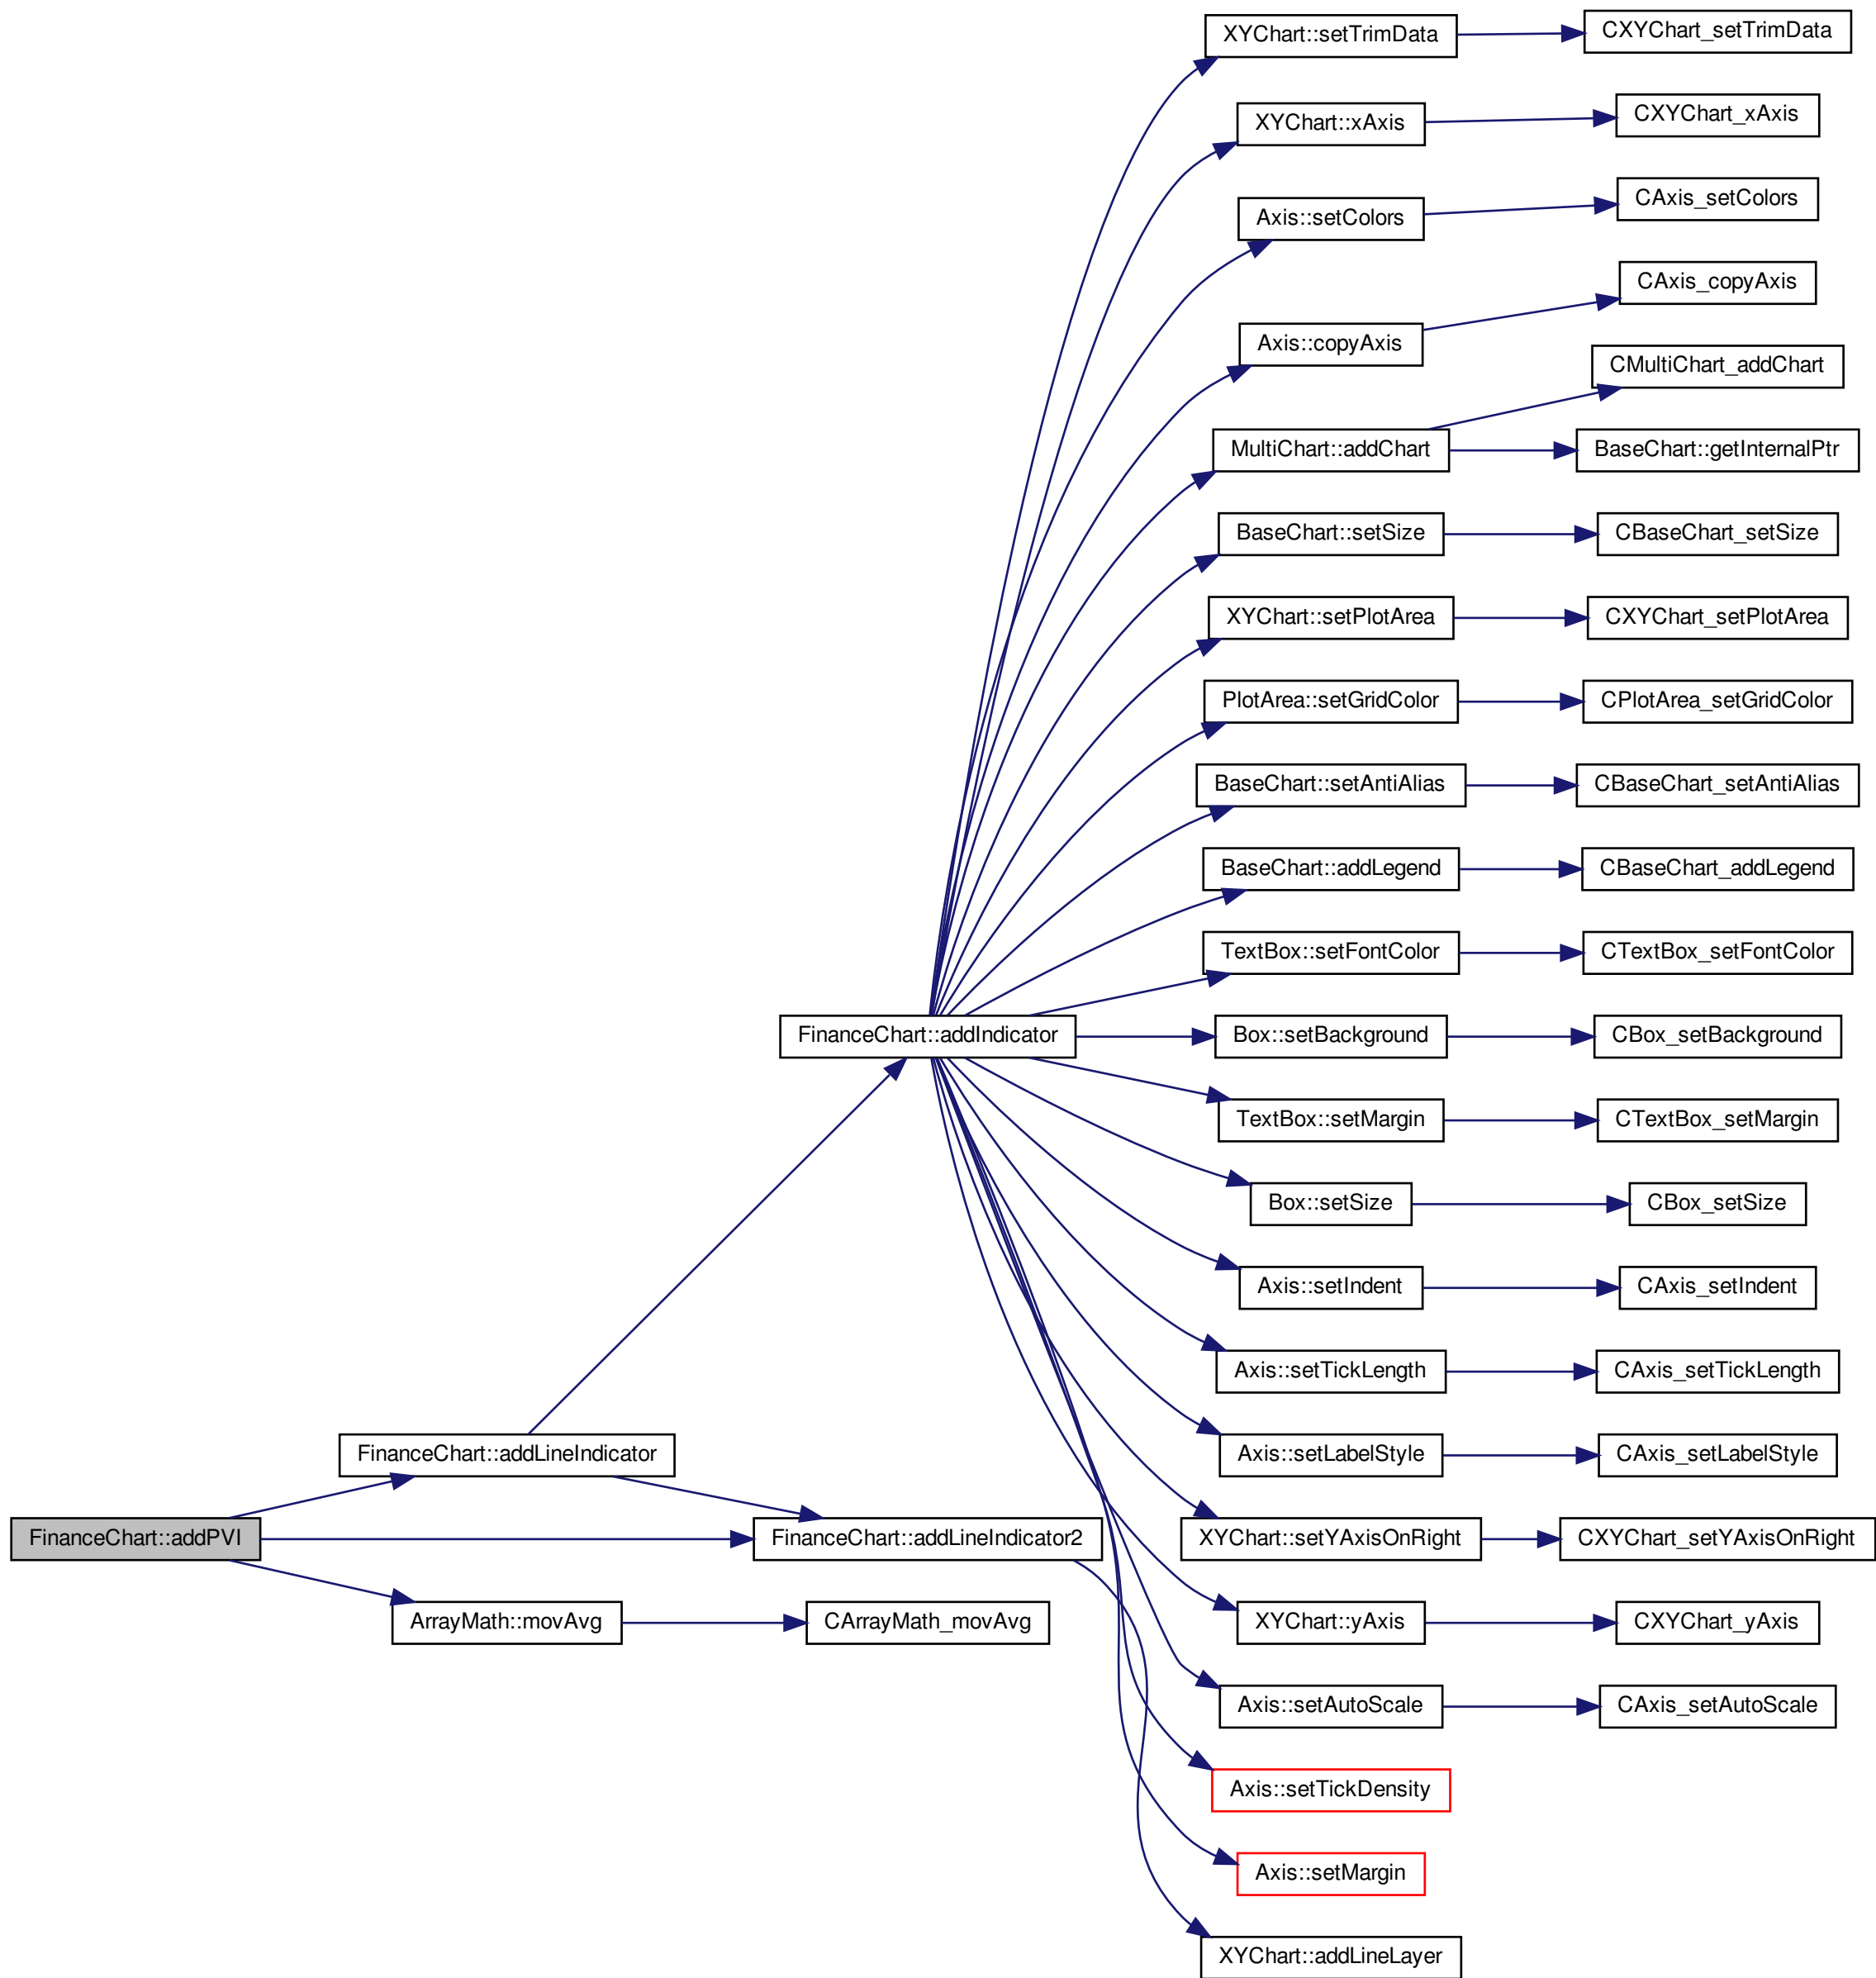 XYChart::setTrimData
CXYChart_setTrimData
XYChart::xAxis
CXYChart_xAxis
Axis::setColors
CAxis_setColors
Axis::copyAxis
CAxis_copyAxis
MultiChart::addChart
CMultiChart_addChart
BaseChart::getInternalPtr
BaseChart::setSize
CBaseChart_setSize
XYChart::setPlotArea
CXYChart_setPlotArea
PlotArea::setGridColor
CPlotArea_setGridColor
BaseChart::setAntiAlias
CBaseChart_setAntiAlias
BaseChart::addLegend
CBaseChart_addLegend
TextBox::setFontColor
CTextBox_setFontColor
FinanceChart::addIndicator
Box::setBackground
CBox_setBackground
TextBox::setMargin
CTextBox_setMargin
Box::setSize
CBox_setSize
Axis::setIndent
CAxis_setIndent
Axis::setTickLength
CAxis_setTickLength
FinanceChart::addLineIndicator
Axis::setLabelStyle
CAxis_setLabelStyle
FinanceChart::addPVI
FinanceChart::addLineIndicator2
XYChart::setYAxisOnRight
CXYChart_setYAxisOnRight
ArrayMath::movAvg
CArrayMath_movAvg
XYChart::yAxis
CXYChart_yAxis
Axis::setAutoScale
CAxis_setAutoScale
Axis::setTickDensity
Axis::setMargin
XYChart::addLineLayer